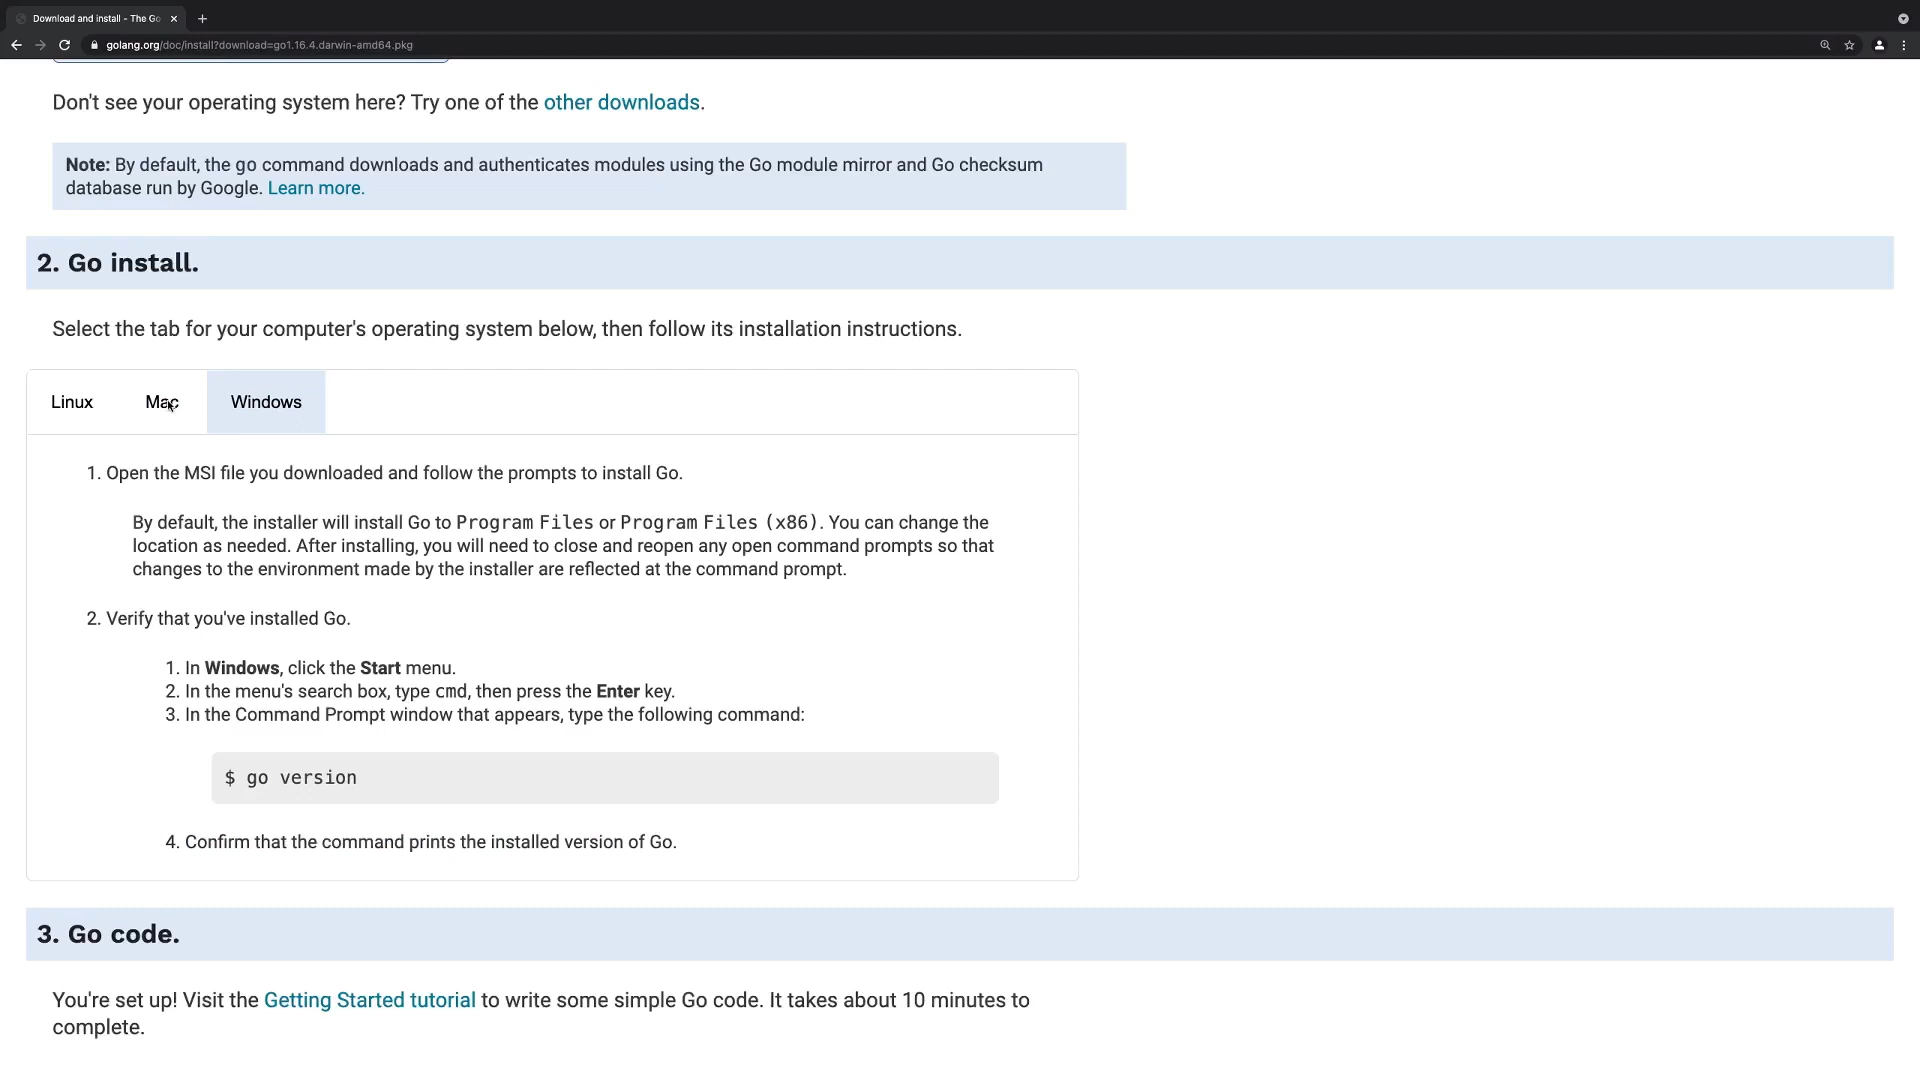 Download and install - The Go
golang.org/doc/install?download=go1.16.4.darwin-amd64.pkg
Don't see your operating system here? Try one of the other downloads.
Note: By default, the go command downloads and authenticates modules using the Go module mirror and Go checksum
database run by Google. Learn more.
2. Go install.
Select the tab for your computer's operating system below, then follow its installation instructions.
Linux Mac Windows
1. Open the MSI file you downloaded and follow the prompts to install Go.
By default, the installer will install Go to Program Files or Program Files (x86). You can change the
location as needed. After installing, you will need to close and reopen any open command prompts so that
changes to the environment made by the installer are reflected at the command prompt.
2. Verify that you've installed Go.
1. In Windows, click the Start menu.
2. In the menu's search box, type cmd, then press the Enter key.
3. In the Command Prompt window that appears, type the following command:
$ go version
4. Confirm that the command prints the installed version of Go.
3. Go code.
You're set up! Visit the Getting Started tutorial to write some simple Go code. It takes about 10 minutes to
complete.